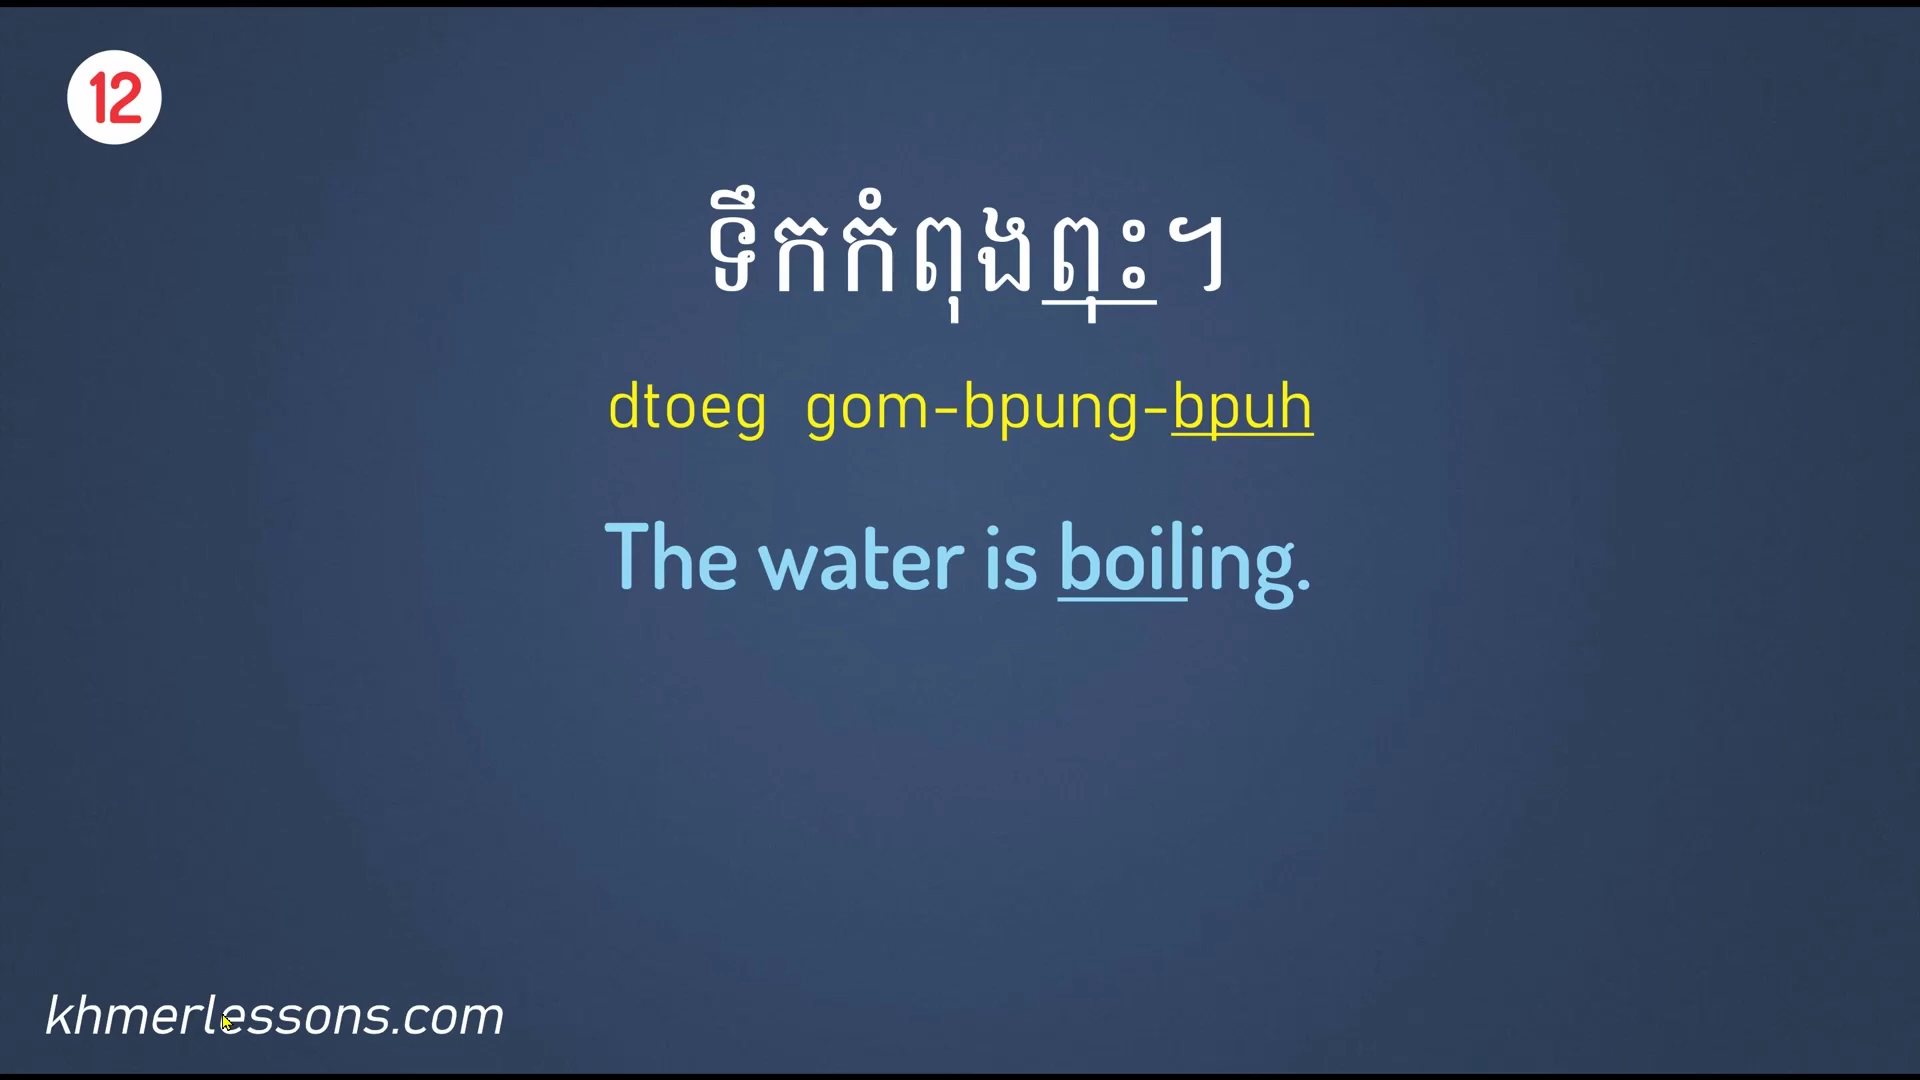 12
ទឹកកំពុងពុះ។
dtoeg gom-bpung-bpuh
The water is boiling.
khmerlessons.com